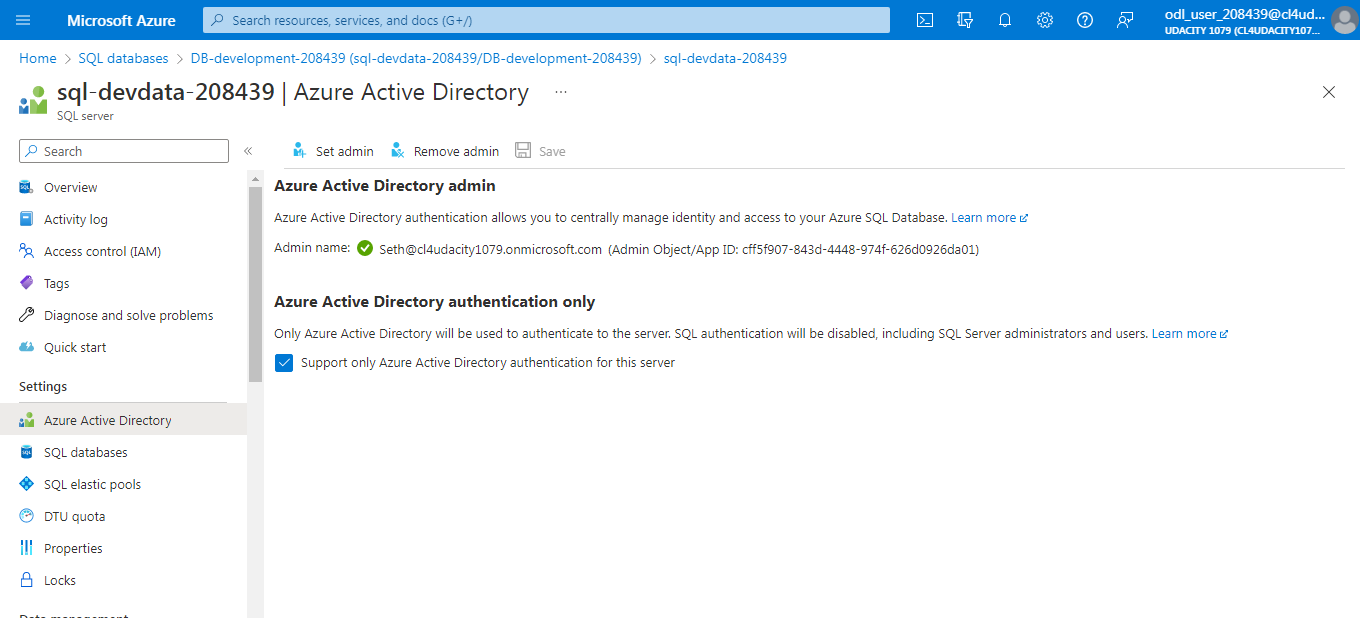 Microsoft Azure
Search resources, services, and docs (G+/)
odl_user_208439@cl4ud...
UDACITY 1079 (CL4UDACITY107...
Home > SQL databases > DB-development-208439 (sql-devdata-208439/DB-development-208439) > sql-devdata-208439
sql-devdata-208439 | Azure Active Directory ...
SQL server
Search
«
Overview
Activity log
Access control (IAM)
Tags
Diagnose and solve problems
Quick start
Settings
Azure Active Directory
SQL databases
SQL elastic pools
DTU quota
Properties
Locks
Data management
Set admin Remove admin Save
Azure Active Directory admin
Azure Active Directory authentication allows you to centrally manage identity and access to your Azure SQL Database. Learn more
Admin name: Seth@cl4udacity1079.onmicrosoft.com (Admin Object/App ID: cff5f907-843d-4448-974f-626d0926da01)
Azure Active Directory authentication only
Only Azure Active Directory will be used to authenticate to the server. SQL authentication will be disabled, including SQL Server administrators and users. Learn more
Support only Azure Active Directory authentication for this server